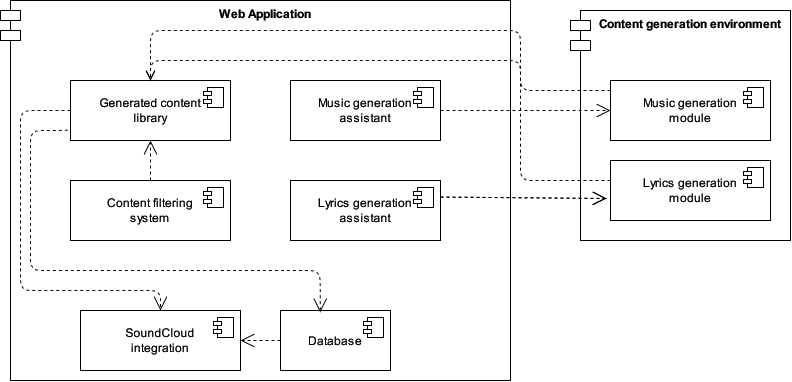 Web Application
Content generation environment
Generated content
library
Music generation
assistant
Music generation
module
Content filtering
system
Lyrics generation
assistant
Lyrics generation
module
SoundCloud
integration
Database